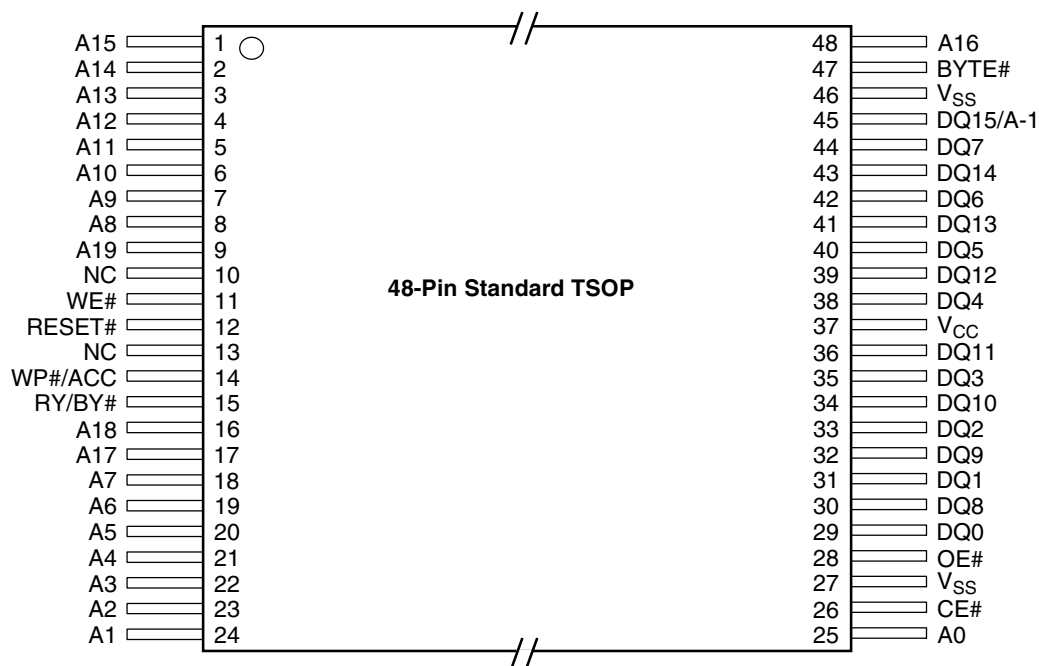 A15 1 48 A16
A14 2 47 BYTE#
A13 3 46 VSS
A12 4 45 DQ15/A-1
A11 5 44 DQ7
A10 6 43 DQ14
A9 7 42 DQ6
A8 8 41 DQ13
A19 9 40 DQ5
NC 10 39 DQ12
48-Pin Standard TSOP
WE# 11 38 DQ4
RESET# 12 37 VCC
NC 13 36 DQ11
WP#/ACC 14 35 DQ3
RY/BY# 15 34 DQ10
A18 16 33 DQ2
A17 17 32 DQ9
A7 18 31 DQ1
A6 19 30 DQ8
A5 20 29 DQ0
A4 21 28 OE#
A3 22 27 VSS
A2 23 26 CE#
A1 24 25 A0